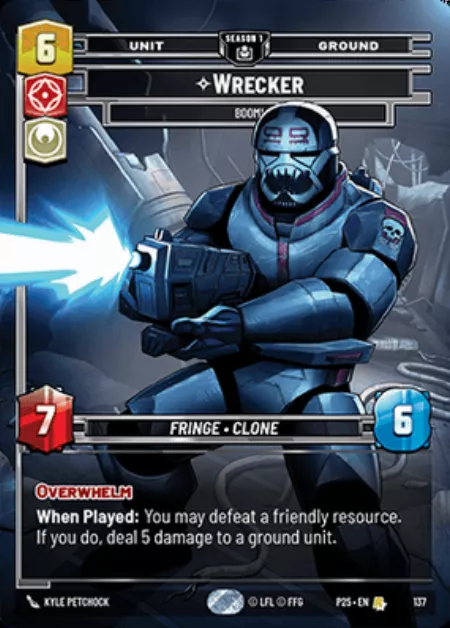 6
UNIT
SEASON 1
GROUND
WRECKER
BOOM!
7
FRINGE • CLONE
6
OVERWHELM
When Played: You may defeat a friendly resource.
If you do, deal 5 damage to a ground unit.
KYLE PETCHOCK
© LFL © FFG
P25 • EN
137